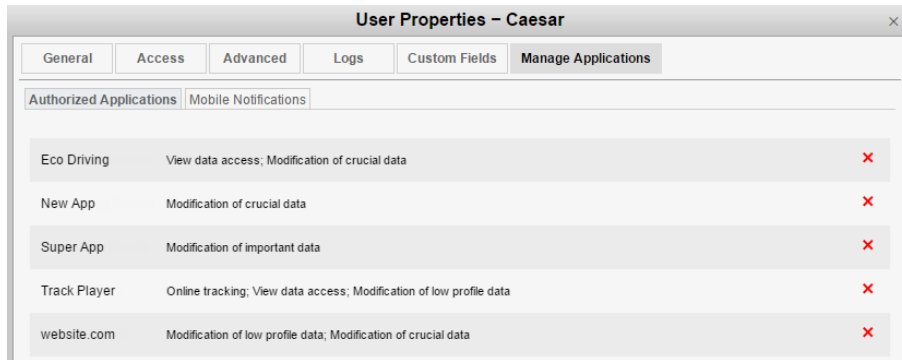 User Properties – Caesar ×
General Access Advanced Logs Custom Fields Manage Applications
Authorized Applications Mobile Notifications
Eco Driving View data access; Modification of crucial data ×
New App Modification of crucial data ×
Super App Modification of important data ×
Track Player Online tracking; View data access; Modification of low profile data ×
website.com Modification of low profile data; Modification of crucial data ×